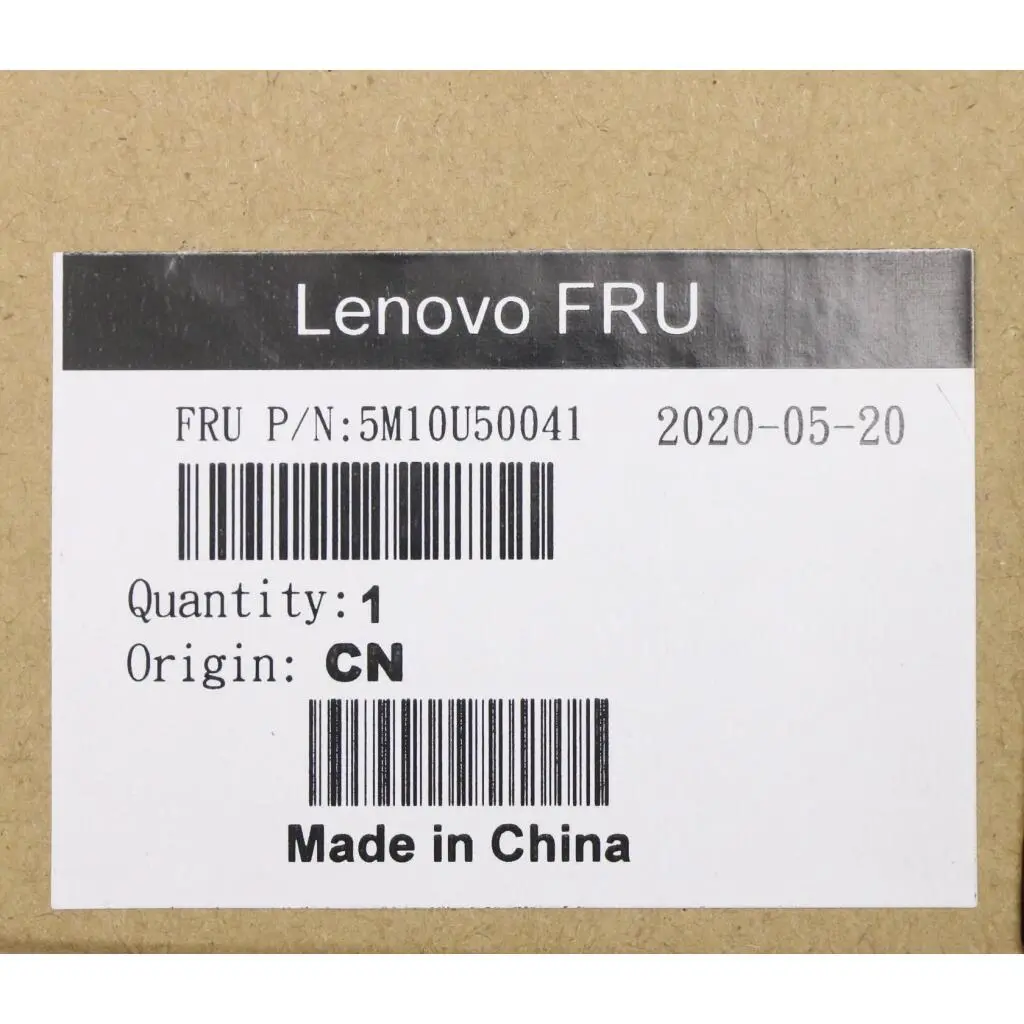 Lenovo FRU
FRU P/N:5M10U50041 2020-05-20
Quantity:1
Origin: CN
Made in China